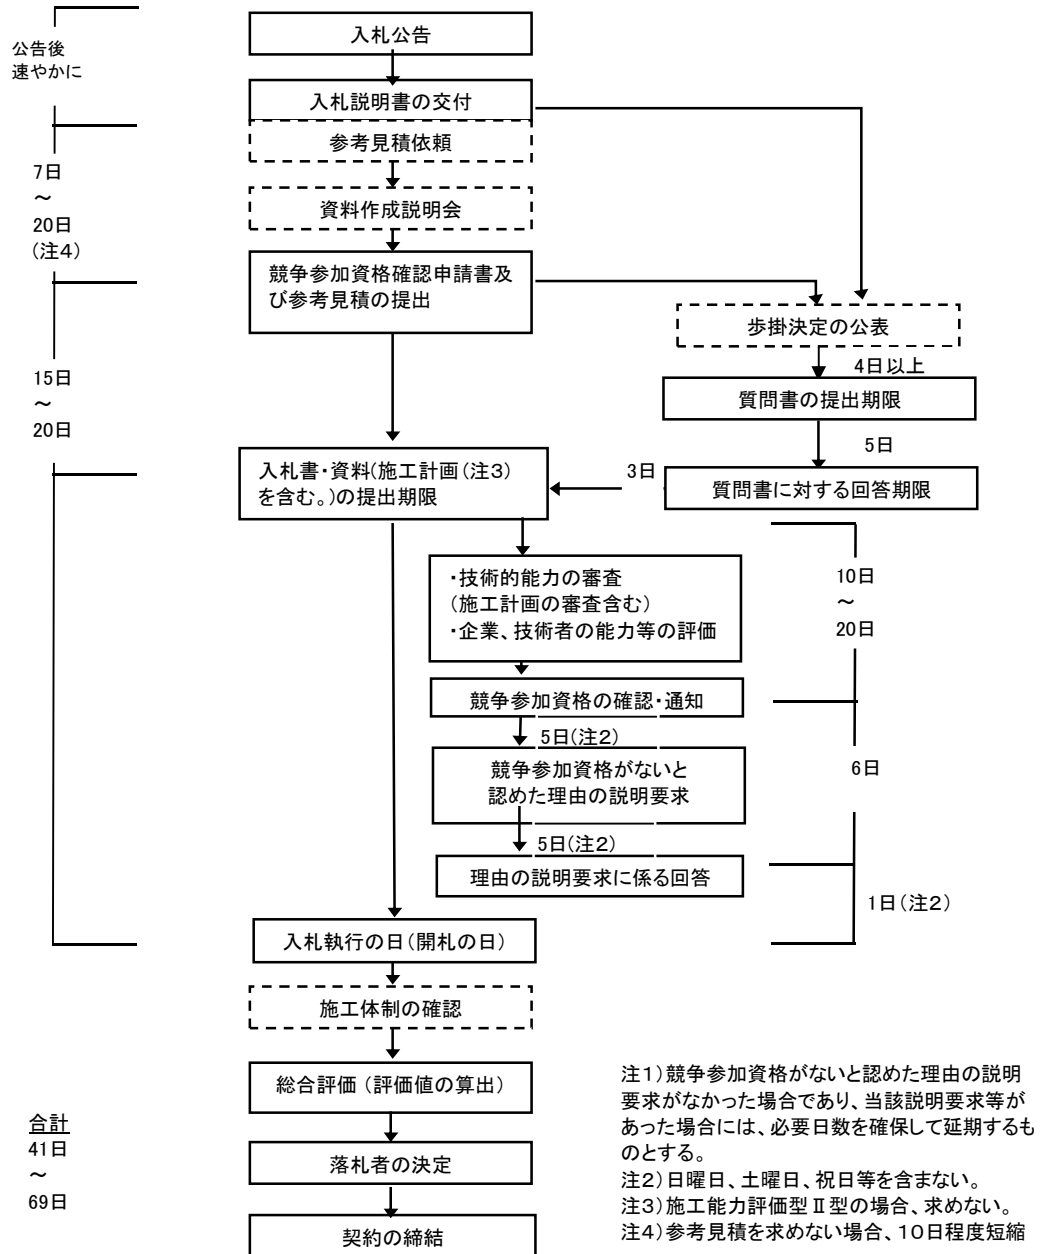 公告後
速やかに
7日
～
20日
(注4)
15日
～
20日
合計
41日
～
69日
入札公告
入札説明書の交付
参考見積依頼
資料作成説明会
競争参加資格確認申請書及
び参考見積の提出
歩掛決定の公表
4日以上
質問書の提出期限
5日
質問書に対する回答期限
3日
入札書・資料(施工計画(注3)
を含む。)の提出期限
・技術的能力の審査
(施工計画の審査含む)
・企業、技術者の能力等の評価
競争参加資格の確認・通知
5日(注2)
競争参加資格がないと
認めた理由の説明要求
5日(注2)
理由の説明要求に係る回答
10日
～
20日
6日
1日(注2)
入札執行の日(開札の日)
施工体制の確認
総合評価(評価値の算出)
落札者の決定
契約の締結
注1)競争参加資格がないと認めた理由の説明
要求がなかった場合であり、当該説明要求等が
あった場合には、必要日数を確保して延期するも
のとする。
注2)日曜日、土曜日、祝日等を含まない。
注3)施工能力評価型Ⅱ型の場合、求めない。
注4)参考見積を求めない場合、10日程度短縮